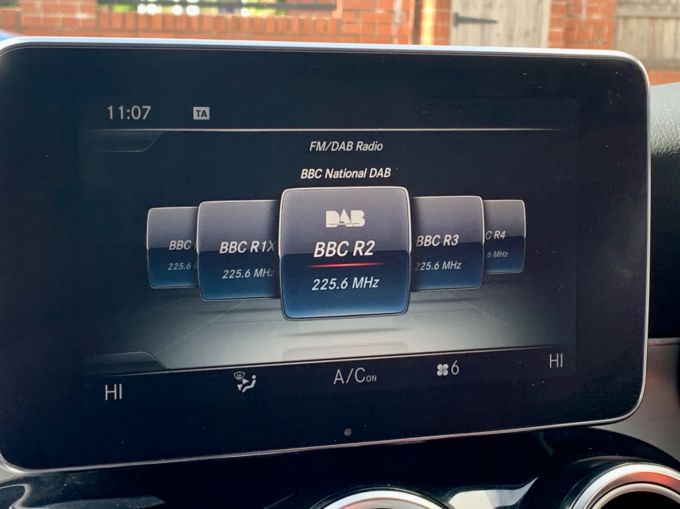 11:07 TA
FM/DAB Radio
BBC National DAB
DAB
BBC BBC R1X BBC R2 BBC R3 C R4
225.6 225.6 MHz 225.6 MHz 225.6 MHz 6 MHz
HI A/C ON 6 HI